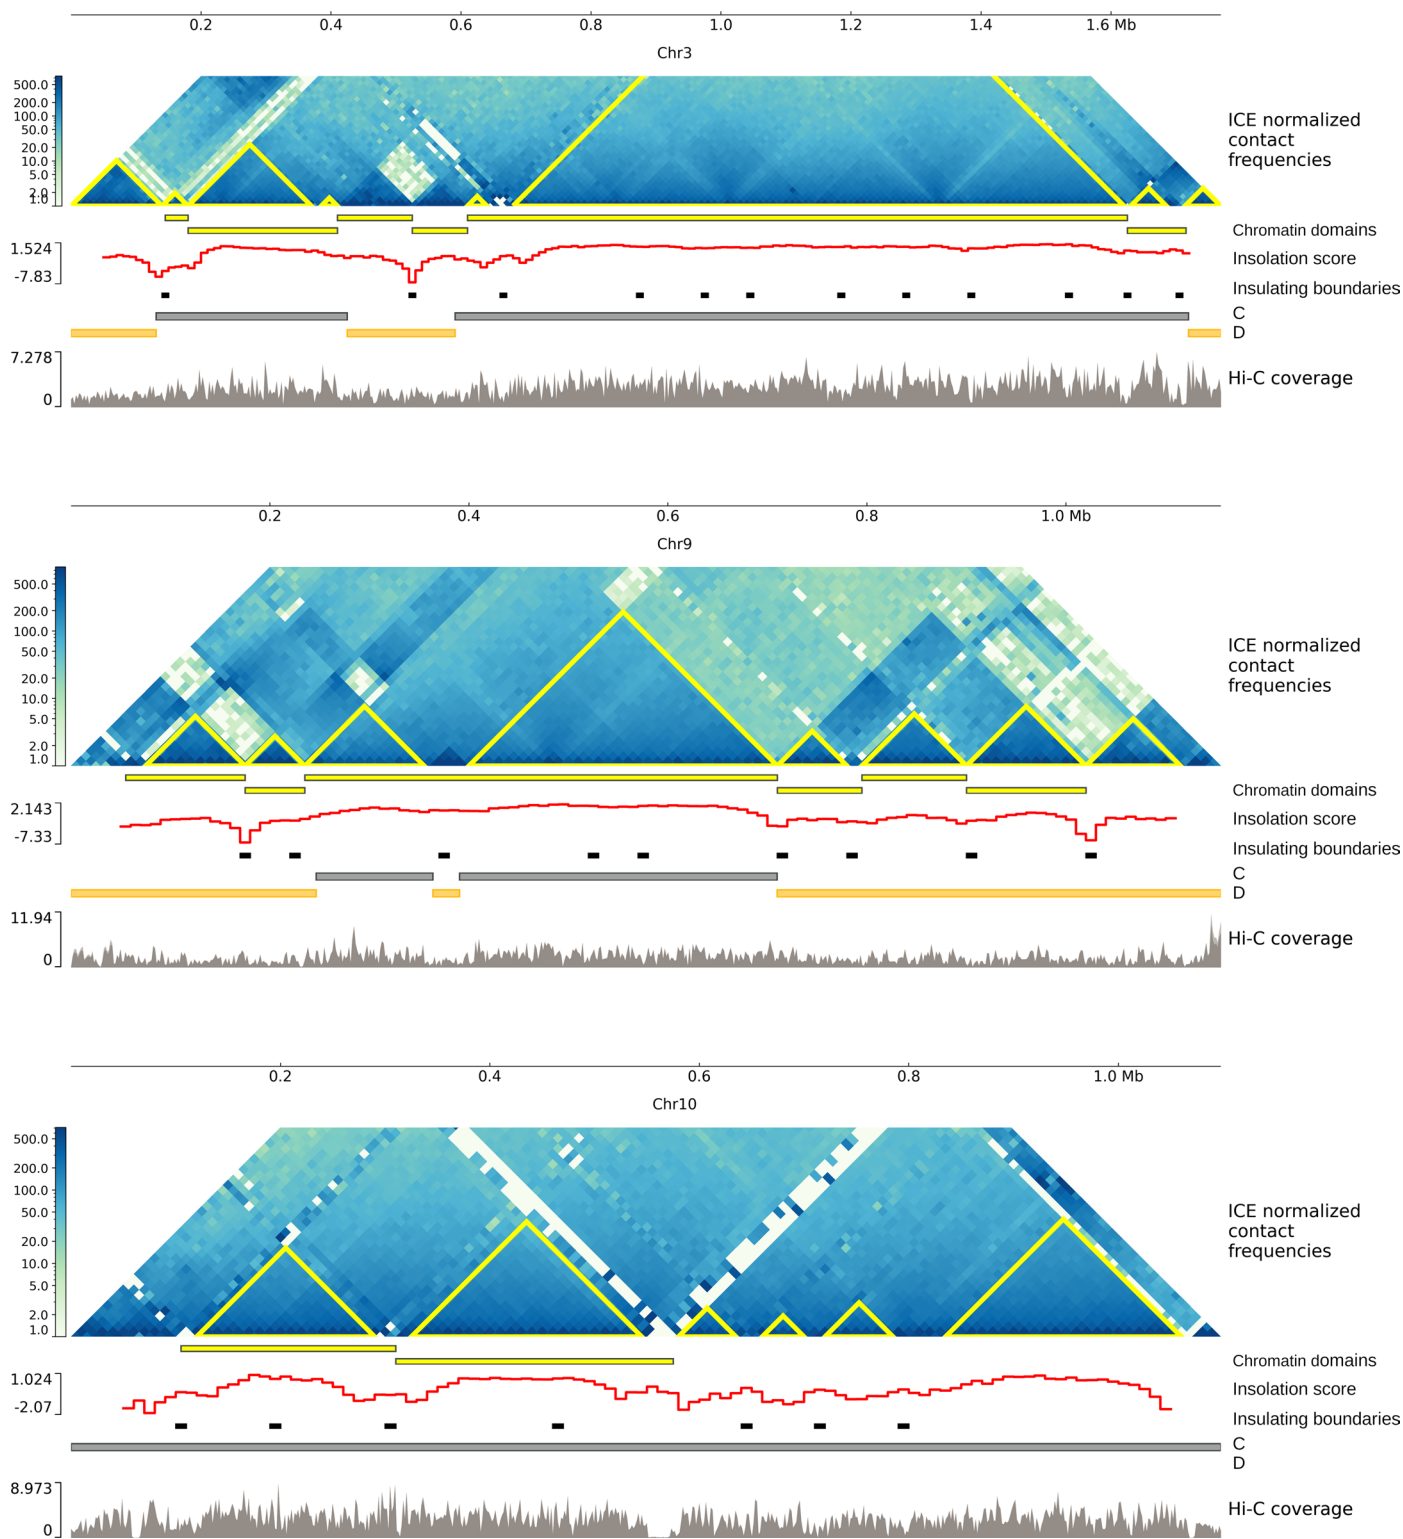 0.2 0.4 0.6 0.8 1.0 1.2 1.4 1.6 Mb
Chr3
500.0
200.0
100.0
50.0
20.0
10.0
5.0
2.0
1.0
ICE normalized
contact
frequencies
Chromatin domains
1.524
-7.83
Insolation score
Insulating boundaries
C
D
7.278
0
Hi-C coverage
0.2 0.4 0.6 0.8 1.0 Mb
Chr9
500.0
200.0
100.0
50.0
20.0
10.0
5.0
2.0
1.0
ICE normalized
contact
frequencies
Chromatin domains
2.143
-7.33
Insolation score
Insulating boundaries
C
D
11.94
0
Hi-C coverage
0.2 0.4 0.6 0.8 1.0 Mb
Chr10
500.0
200.0
100.0
50.0
20.0
10.0
5.0
2.0
1.0
ICE normalized
contact
frequencies
Chromatin domains
1.024
-2.07
Insolation score
Insulating boundaries
C
D
8.973
0
Hi-C coverage